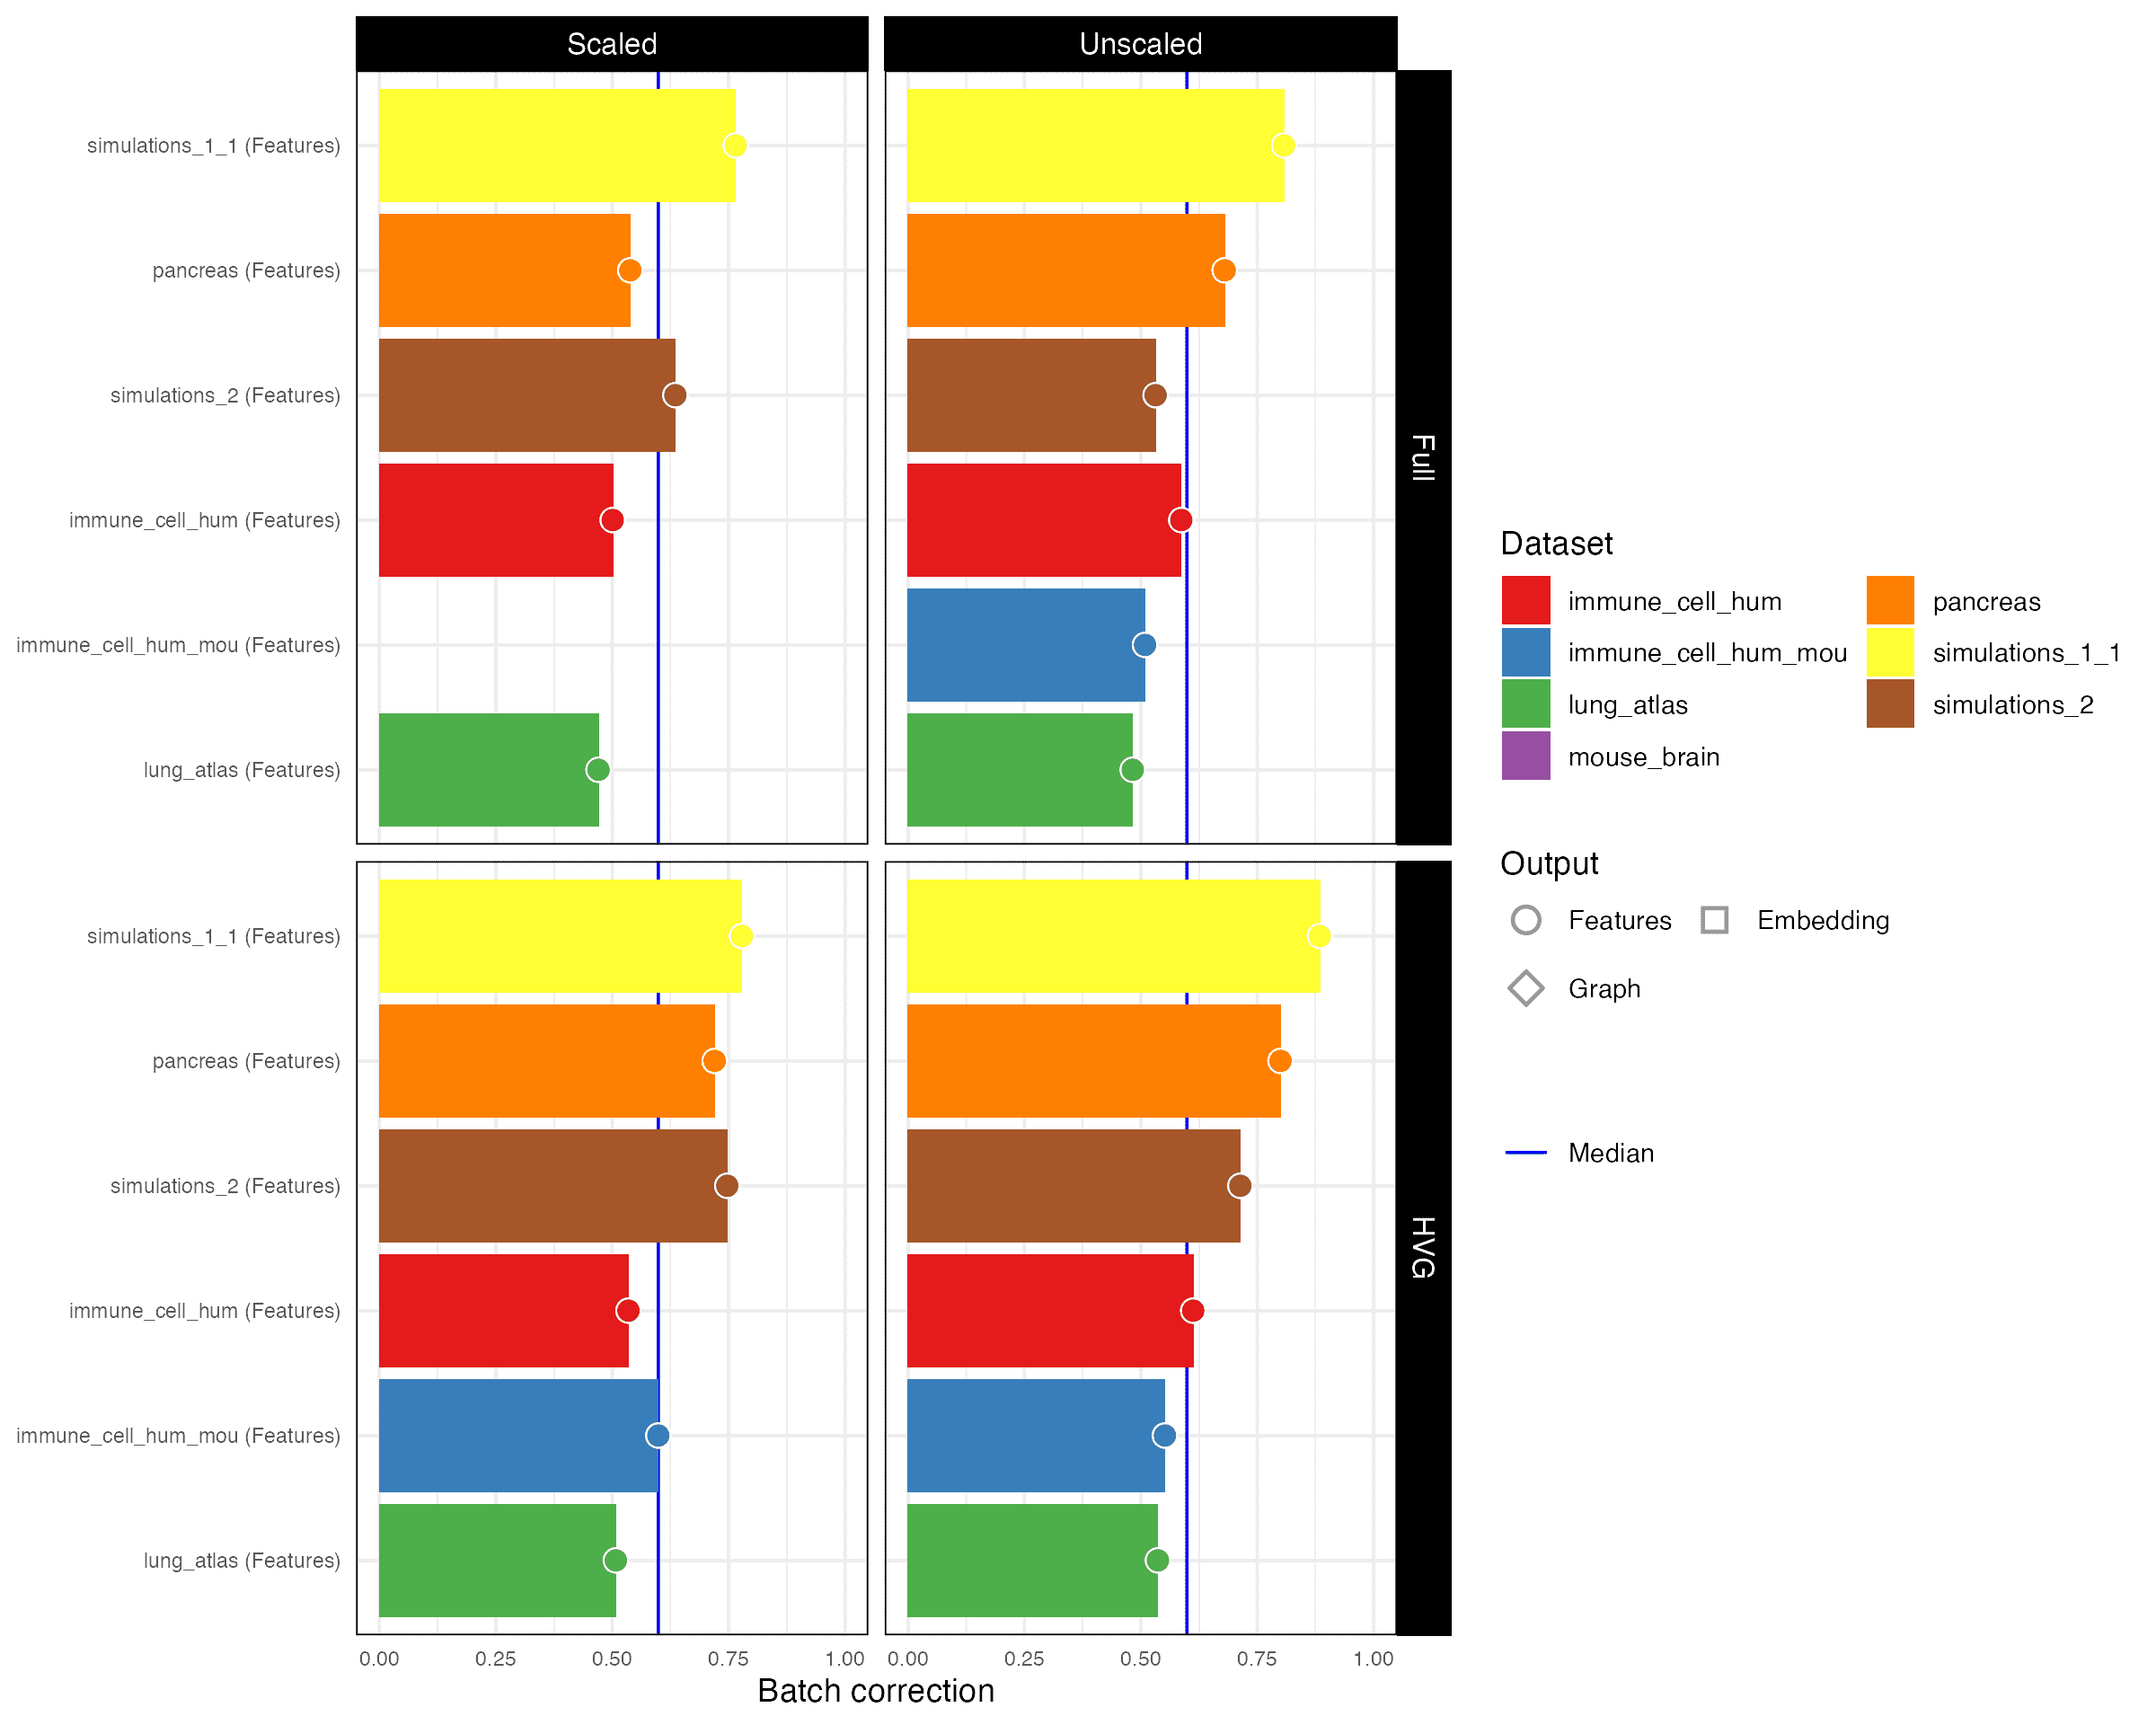 Scaled
Unscaled
simulations_1_1 (Features)
pancreas (Features)
simulations_2 (Features)
immune_cell_hum (Features)
immune_cell_hum_mou (Features)
lung_atlas (Features)
Full
simulations_1_1 (Features)
pancreas (Features)
simulations_2 (Features)
immune_cell_hum (Features)
immune_cell_hum_mou (Features)
lung_atlas (Features)
HVG
0.00 0.25 0.50 0.75 1.00
0.00 0.25 0.50 0.75 1.00
Batch correction
Dataset
immune_cell_hum
immune_cell_hum_mou
lung_atlas
mouse_brain
pancreas
simulations_1_1
simulations_2
Output
Features
Embedding
Graph
Median